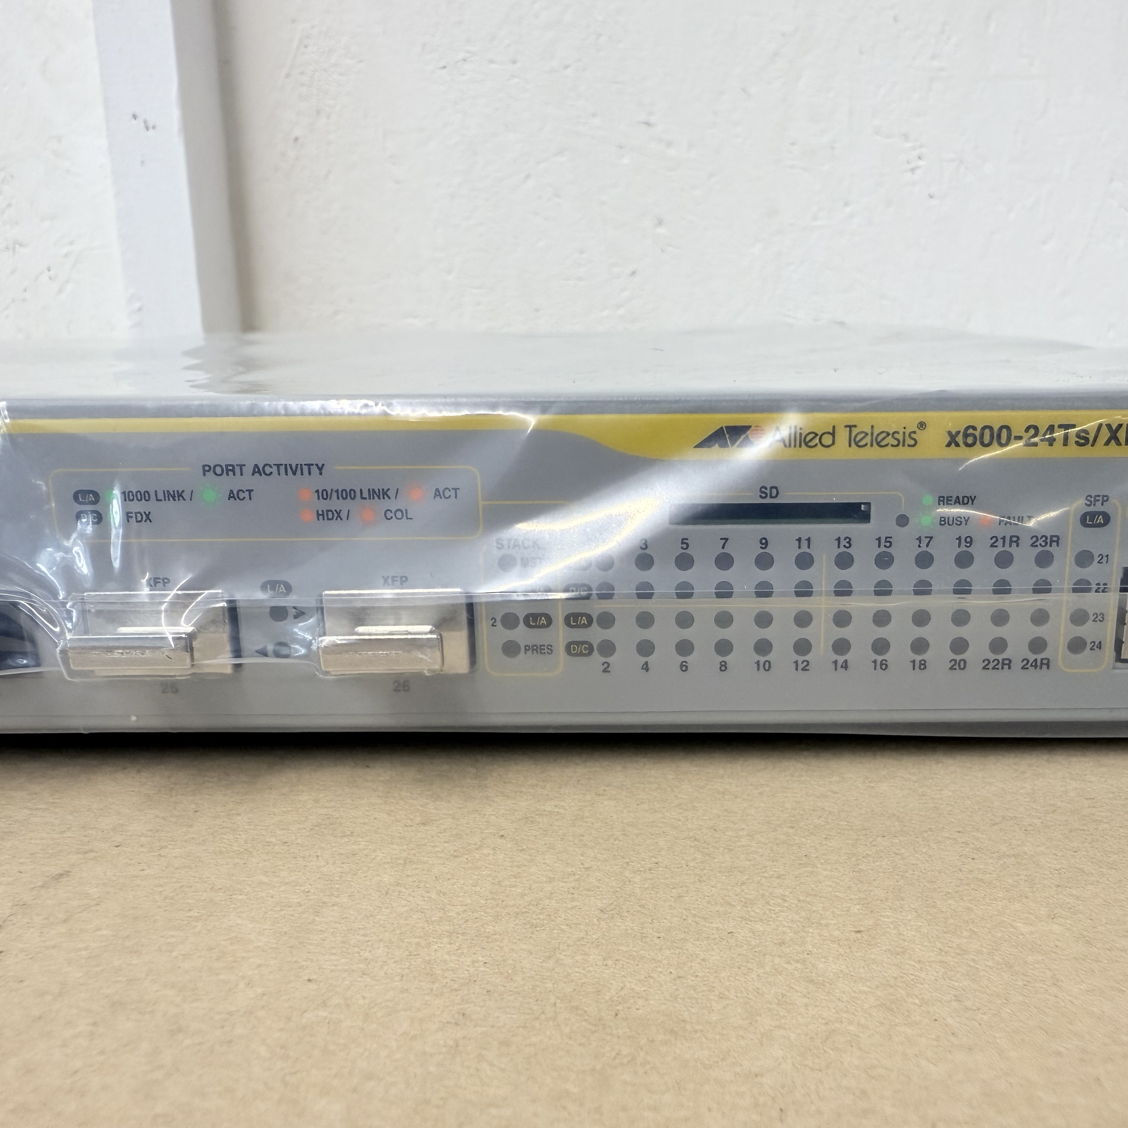 Allied Telesis® x600-24Ts/X
PORT ACTIVITY
L/A 1000 LINK / ACT 10/100 LINK / ACT
D/C FDX HDX / COL
SD
READY
BUSY FAULT
SFP
L/A
STACK
3 5 7 9 11 13 15 17 19 21R 23R
21
22
XFP
L/A
XFP
2 L/A L/A
23
PRES D/C
24
2 4 6 8 10 12 14 16 18 20 22R 24R
26